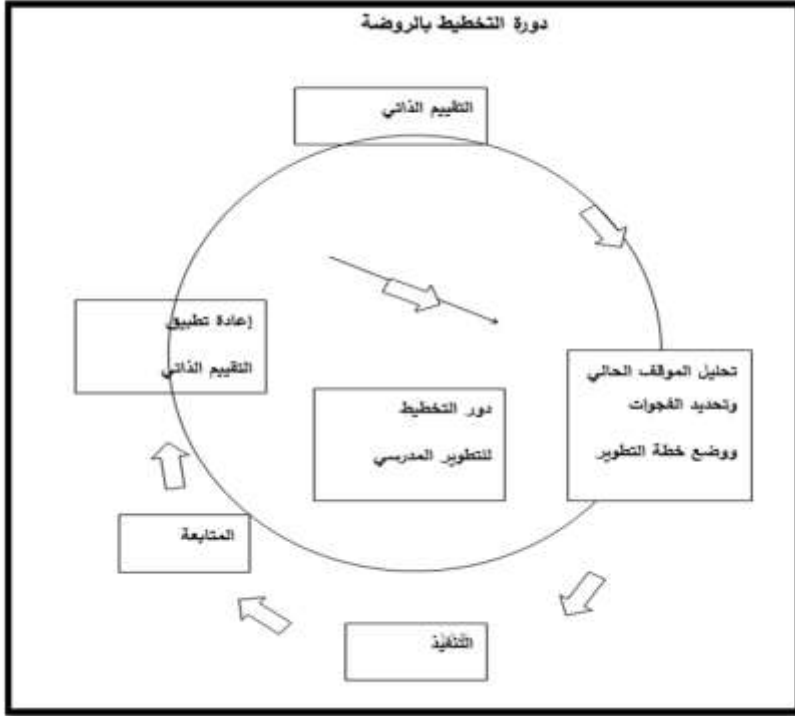 دورة التخطيط بالروضة
التقييم الذاتي
تحليل الموقف الحالي
وتحديد الفجوات
ووضع خطة التطوير
دور التخطيط
للتطوير المدرسي
إعادة تطبيق
التقييم الذاتي
المتابعة
التنفيذ